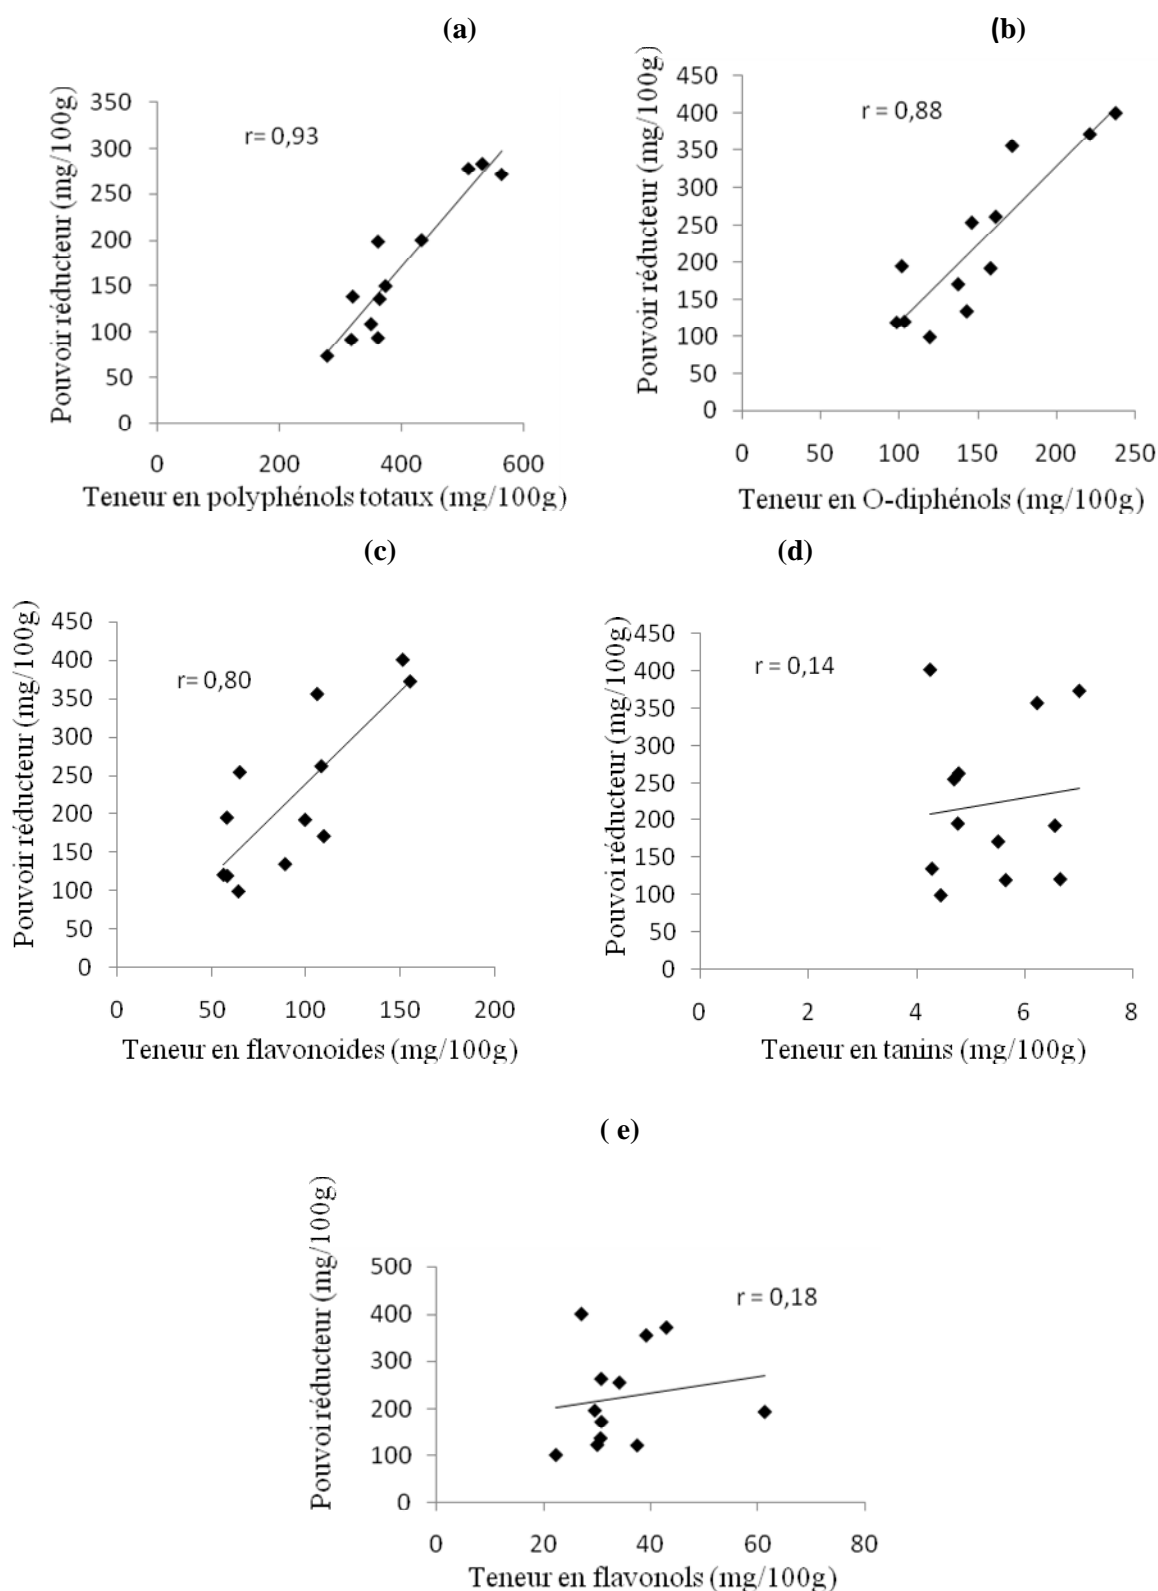 (a)
Pouvoir réducteur (mg/100g)
350
300
250
200
150
100
50
0
r= 0,93
0 200 400 600
Teneur en polyphénols totaux (mg/100g)
(b)
Pouvoir réducteur (mg/100g)
450
400
350
300
250
200
150
100
50
0
r = 0,88
0 50 100 150 200 250
Teneur en O-diphénols (mg/100g)
(c)
Pouvoir réducteur (mg/100g)
450
400
350
300
250
200
150
100
50
0
r= 0,80
0 50 100 150 200
Teneur en flavonoides (mg/100g)
(d)
Pouvoi réducteur (mg/100g)
450
400
350
300
250
200
150
100
50
0
r = 0,14
0 2 4 6 8
Teneur en tanins (mg/100g)
( e)
Pouvoi réducteur (mg/100g)
500
400
300
200
100
0
r = 0,18
0 20 40 60 80
Teneur en flavonols (mg/100g)